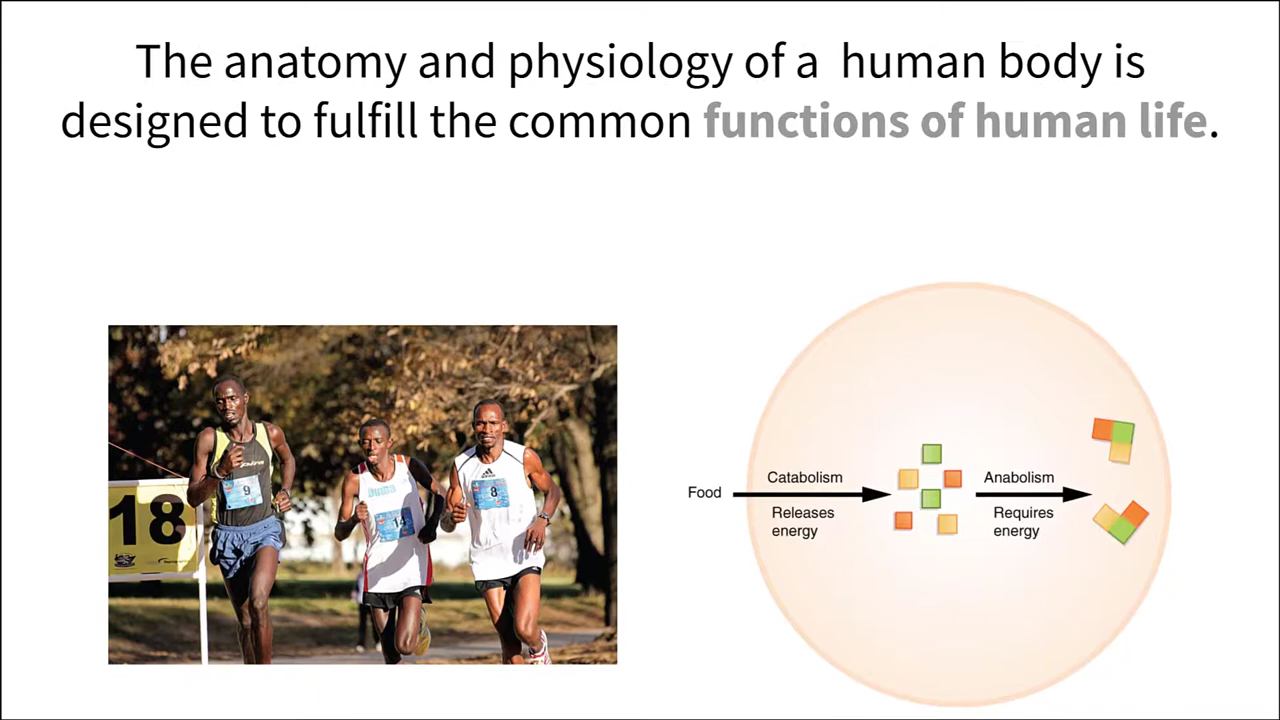 The anatomy and physiology of a human body is
designed to fulfill the common functions of human life.
18
9
14
8
Food
Catabolism
Releases
energy
Anabolism
Requires
energy